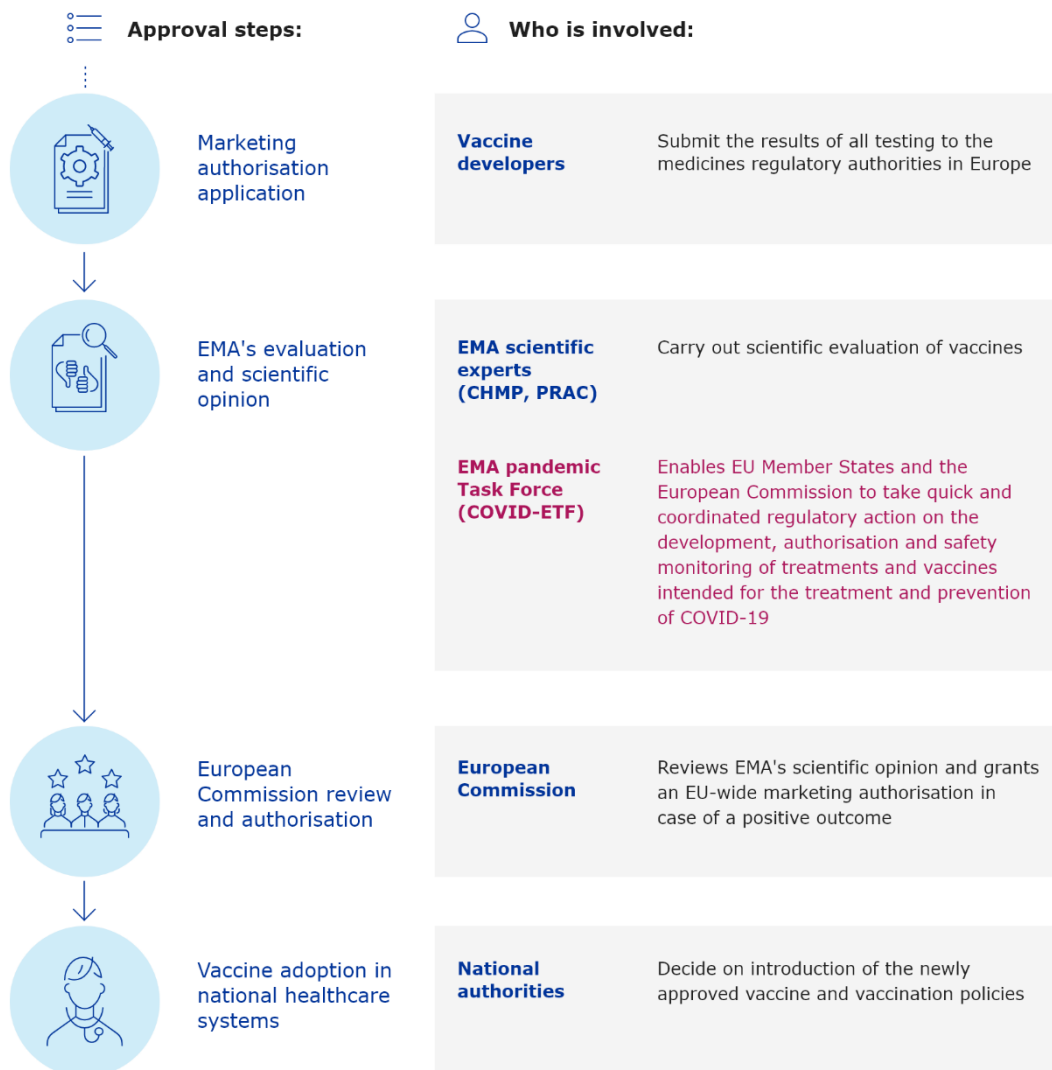 Approval steps:
Who is involved:
Marketing
authorisation
application
Vaccine
developers
Submit the results of all testing to the
medicines regulatory authorities in Europe
EMA's evaluation
and scientific
opinion
EMA scientific
experts
(CHMP, PRAC)
Carry out scientific evaluation of vaccines
EMA pandemic
Task Force
(COVID-ETF)
Enables EU Member States and the
European Commission to take quick and
coordinated regulatory action on the
development, authorisation and safety
monitoring of treatments and vaccines
intended for the treatment and prevention
of COVID-19
European
Commission review
and authorisation
European
Commission
Reviews EMA's scientific opinion and grants
an EU-wide marketing authorisation in
case of a positive outcome
Vaccine adoption in
national healthcare
systems
National
authorities
Decide on introduction of the newly
approved vaccine and vaccination policies